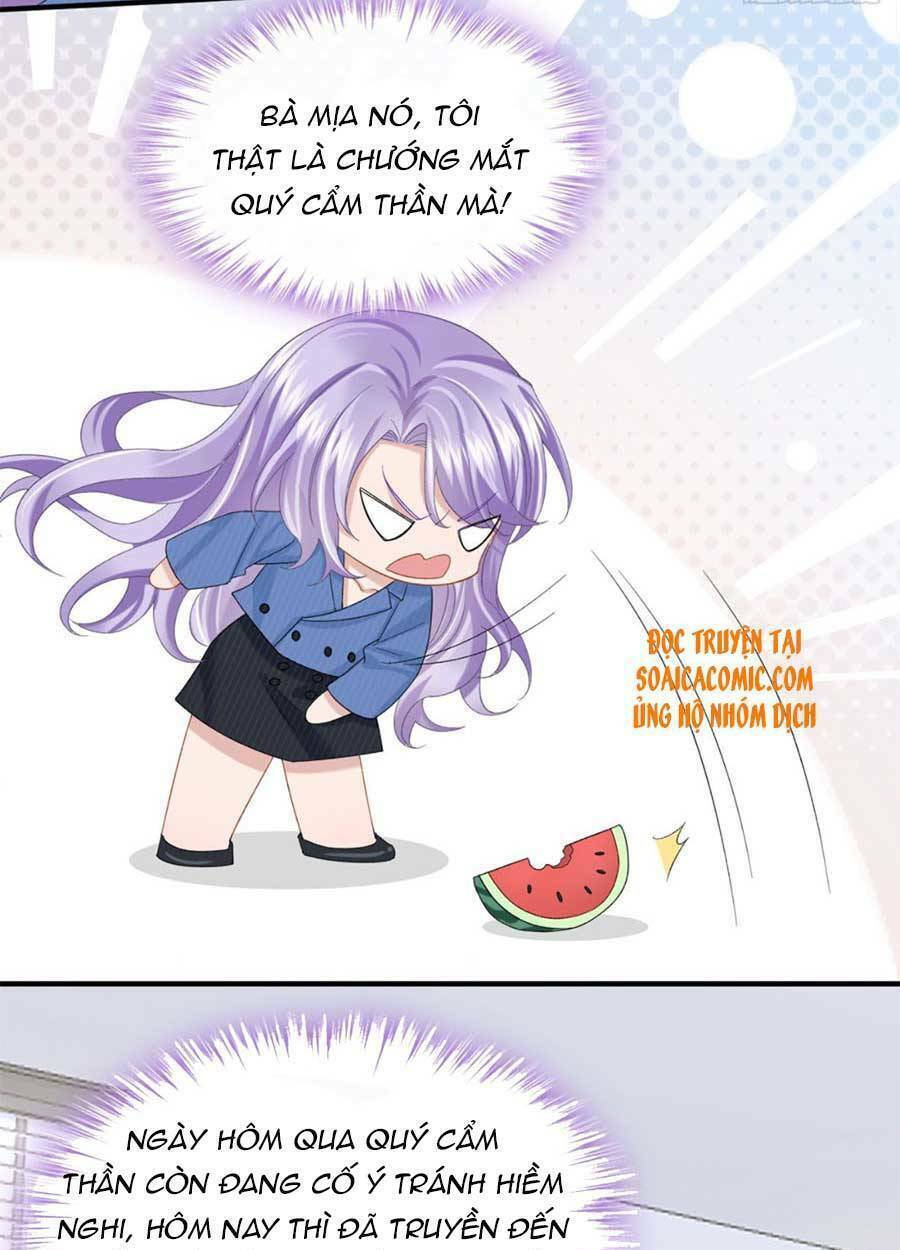 BÀ MỊA NÓ, TÔI
THẬT LÀ CHƯỚNG MẮT
QUÝ CẨM THẦN MÀ!
ĐỌC TRUYỆN TẠI
SOAICACOMIC.COM
ỦNG HỘ NHÓM DỊCH
NGÀY HÔM QUA QUÝ CẨM
THẦN CÒN ĐANG CỐ Ý TRÁNH HIỀM
NGHI, HÔM NAY THÌ ĐÃ TRUYỀN ĐẾN